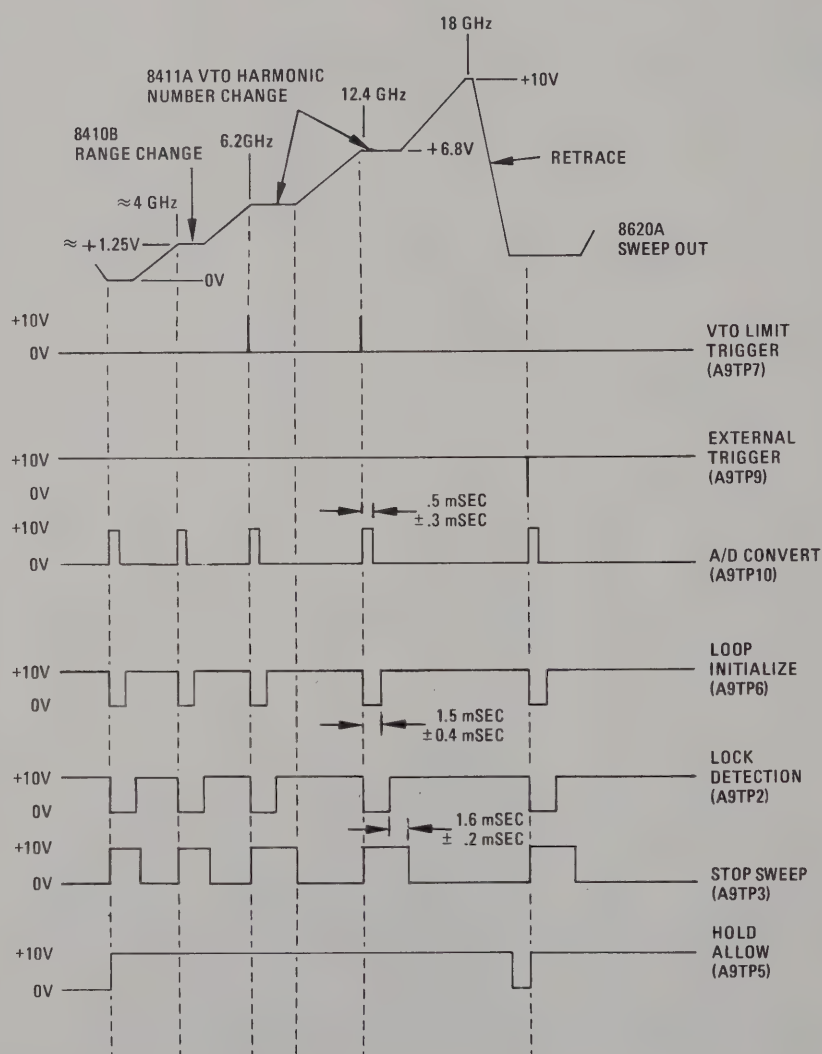 18 GHz
8411A VTO HARMONIC
NUMBER CHANGE
+10V
12.4 GHz
8410B
RANGE CHANGE
6.2GHz
+6.8V
RETRACE
≈4 GHz
8620A
SWEEP OUT
≈ +1.25V
0V
+10V
0V
VTO LIMIT
TRIGGER
(A9TP7)
+10V
0V
EXTERNAL
TRIGGER
(A9TP9)
.5 mSEC
±.3 mSEC
+10V
0V
A/D CONVERT
(A9TP10)
+10V
0V
LOOP
INITIALIZE
(A9TP6)
1.5 mSEC
±0.4 mSEC
+10V
0V
LOCK
DETECTION
(A9TP2)
1.6 mSEC
± .2 mSEC
+10V
0V
STOP SWEEP
(A9TP3)
+10V
0V
HOLD
ALLOW
(A9TP5)